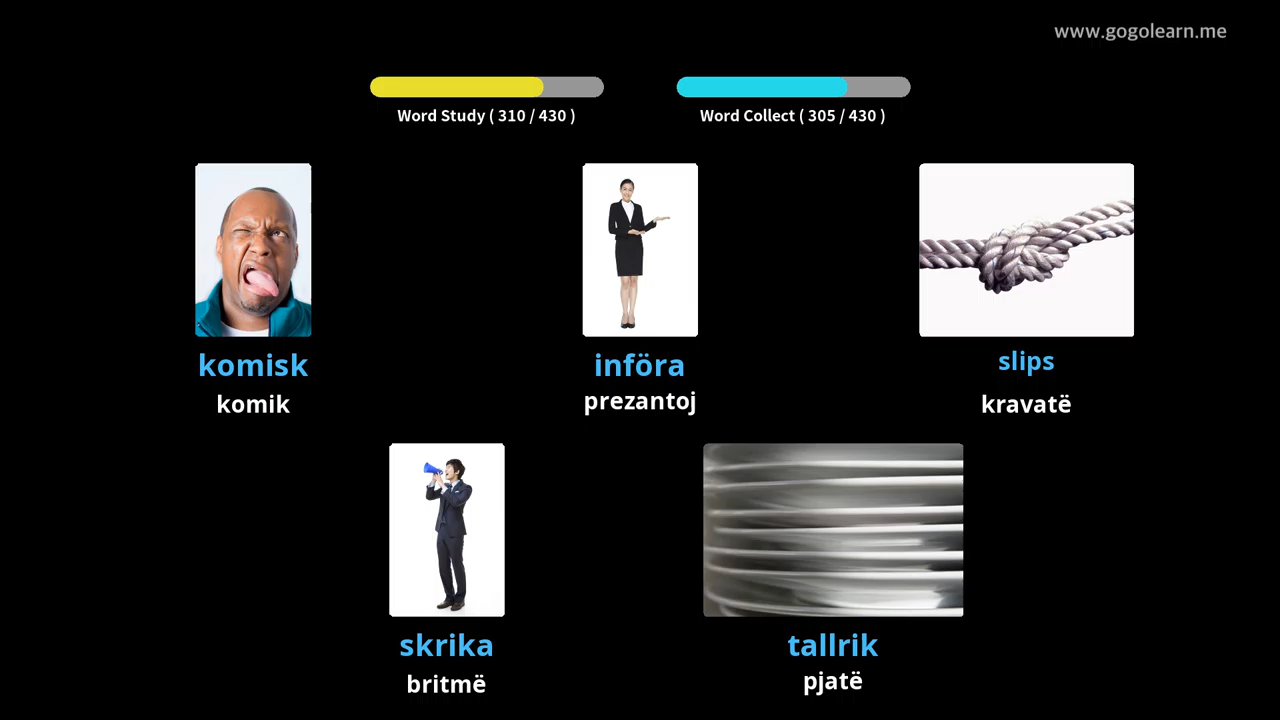 www.gogolearn.me
Word Study ( 310 / 430 )
Word Collect ( 305 / 430 )
komisk
komik
införa
prezantoj
slips
kravatë
skrika
britmë
tallrik
pjatë